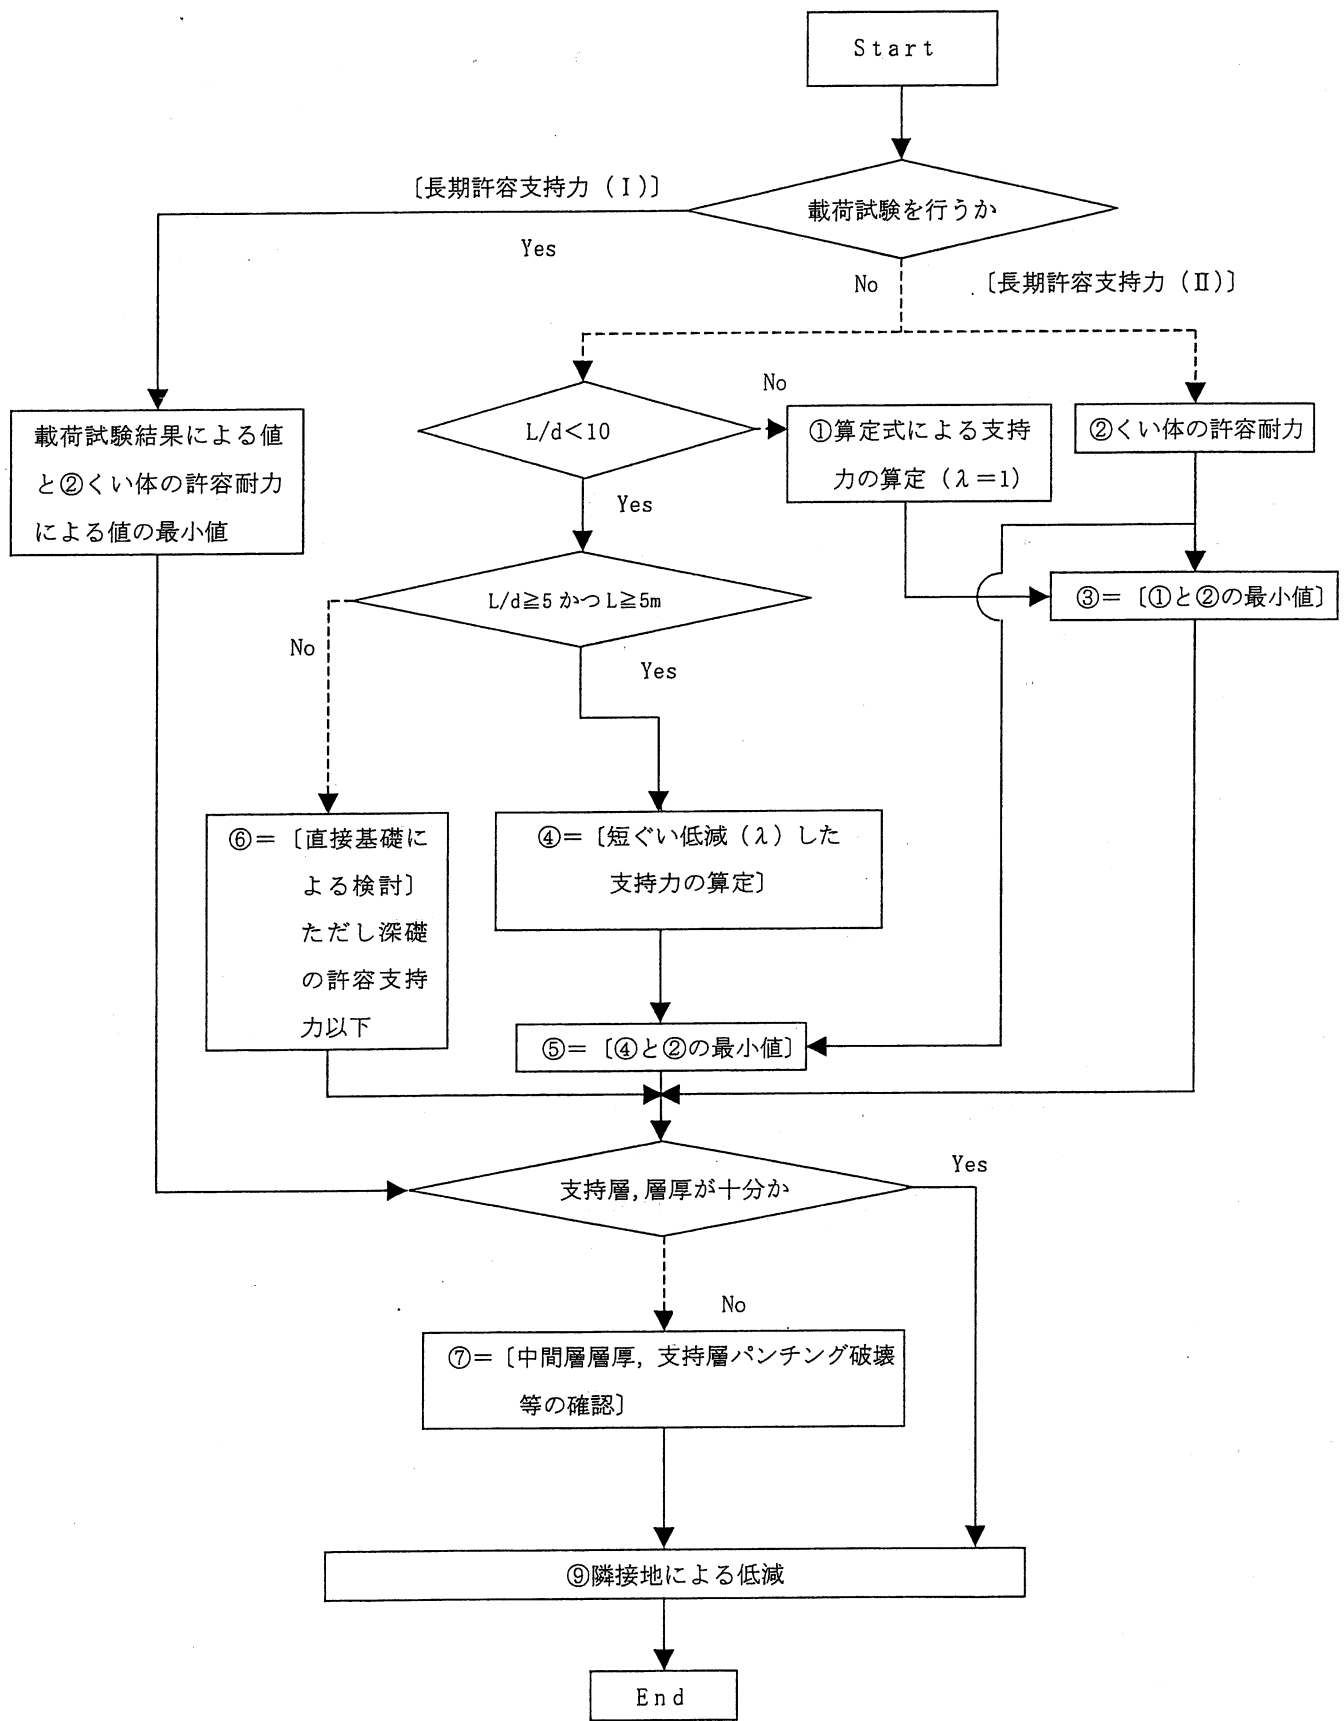 Start
載荷試験を行うか
〔長期許容支持力（Ⅰ）〕
Yes
No
〔長期許容支持力（Ⅱ）〕
L/d＜10
No
①算定式による支持
力の算定（λ＝1）
②くい体の許容耐力
載荷試験結果による値
と②くい体の許容耐力
による値の最小値
Yes
L/d≧5かつL≧5m
③＝〔①と②の最小値〕
No
Yes
⑥＝〔直接基礎に
よる検討〕
ただし深礎
の許容支持
力以下
④＝〔短ぐい低減（λ）した
支持力の算定〕
⑤＝〔④と②の最小値〕
支持層,層厚が十分か
Yes
No
⑦＝〔中間層層厚，支持層パンチング破壊
等の確認〕
⑨隣接地による低減
End